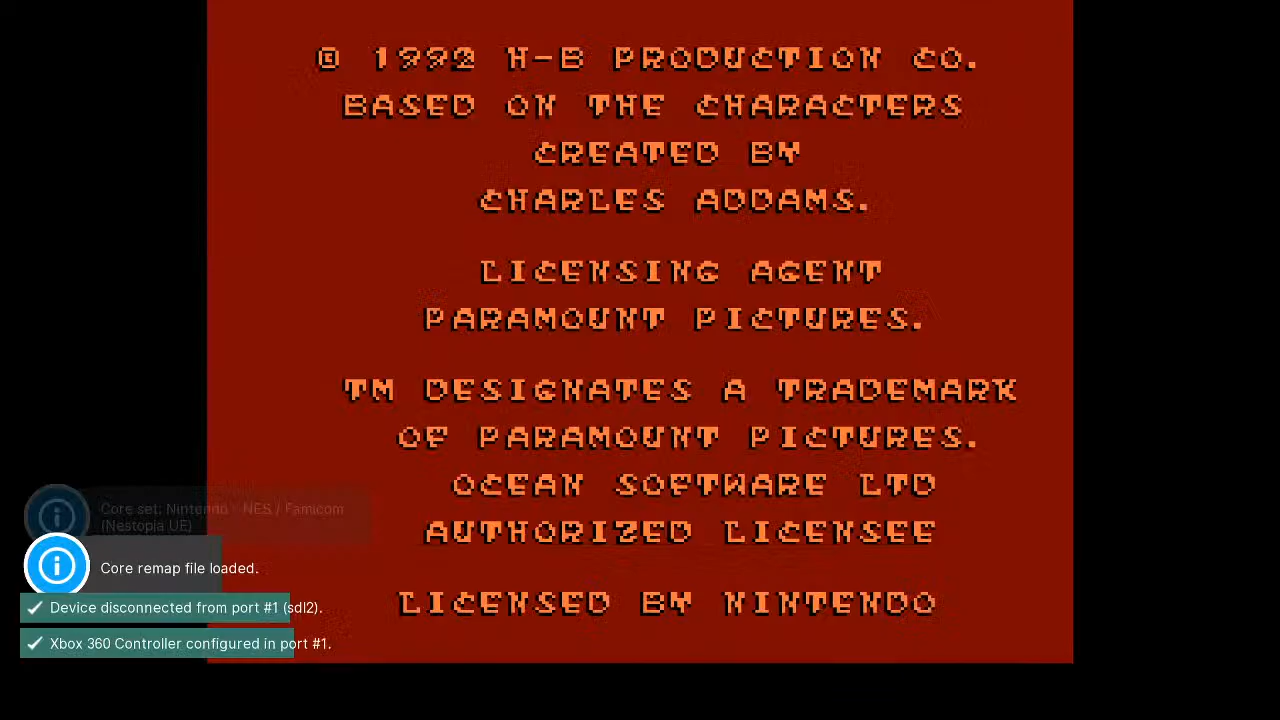 © 1992 H-B PRODUCTION CO.
BASED ON THE CHARACTERS
CREATED BY
CHARLES ADDAMS.
LICENSING AGENT
PARAMOUNT PICTURES.
TM DESIGNATES A TRADEMARK
OF PARAMOUNT PICTURES.
OCEAN SOFTWARE LTD
AUTHORIZED LICENSEE
LICENSED BY NINTENDO
Core set: Nintendo - NES / Famicom
(Nestopia UE)
Core remap file loaded.
Device disconnected from port #1 (sdl2).
Xbox 360 Controller configured in port #1.